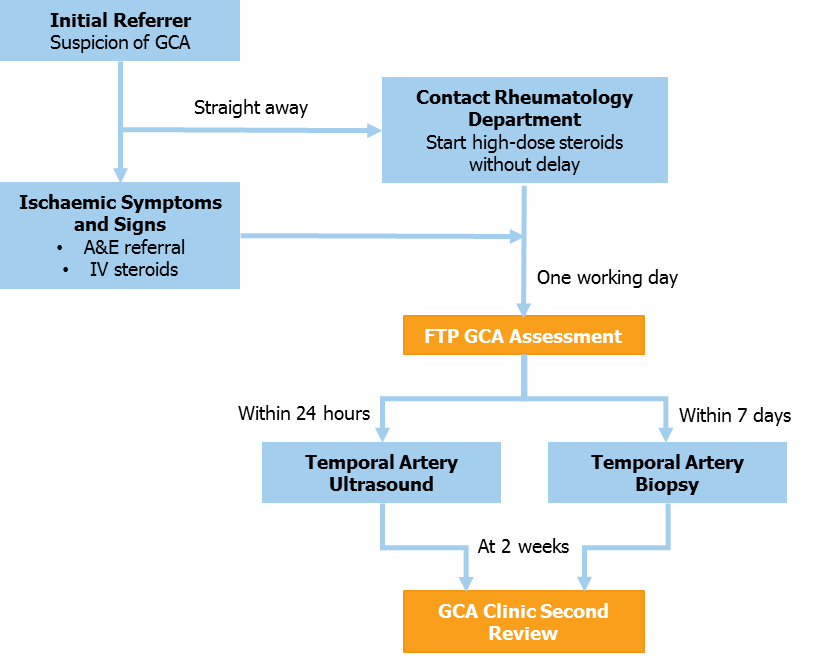 Initial Referrer
Suspicion of GCA
Straight away
Contact Rheumatology
Department
Start high-dose steroids
without delay
Ischaemic Symptoms
and Signs
• A&E referral
• IV steroids
One working day
FTP GCA Assessment
Within 24 hours
Within 7 days
Temporal Artery
Ultrasound
Temporal Artery
Biopsy
At 2 weeks
GCA Clinic Second
Review